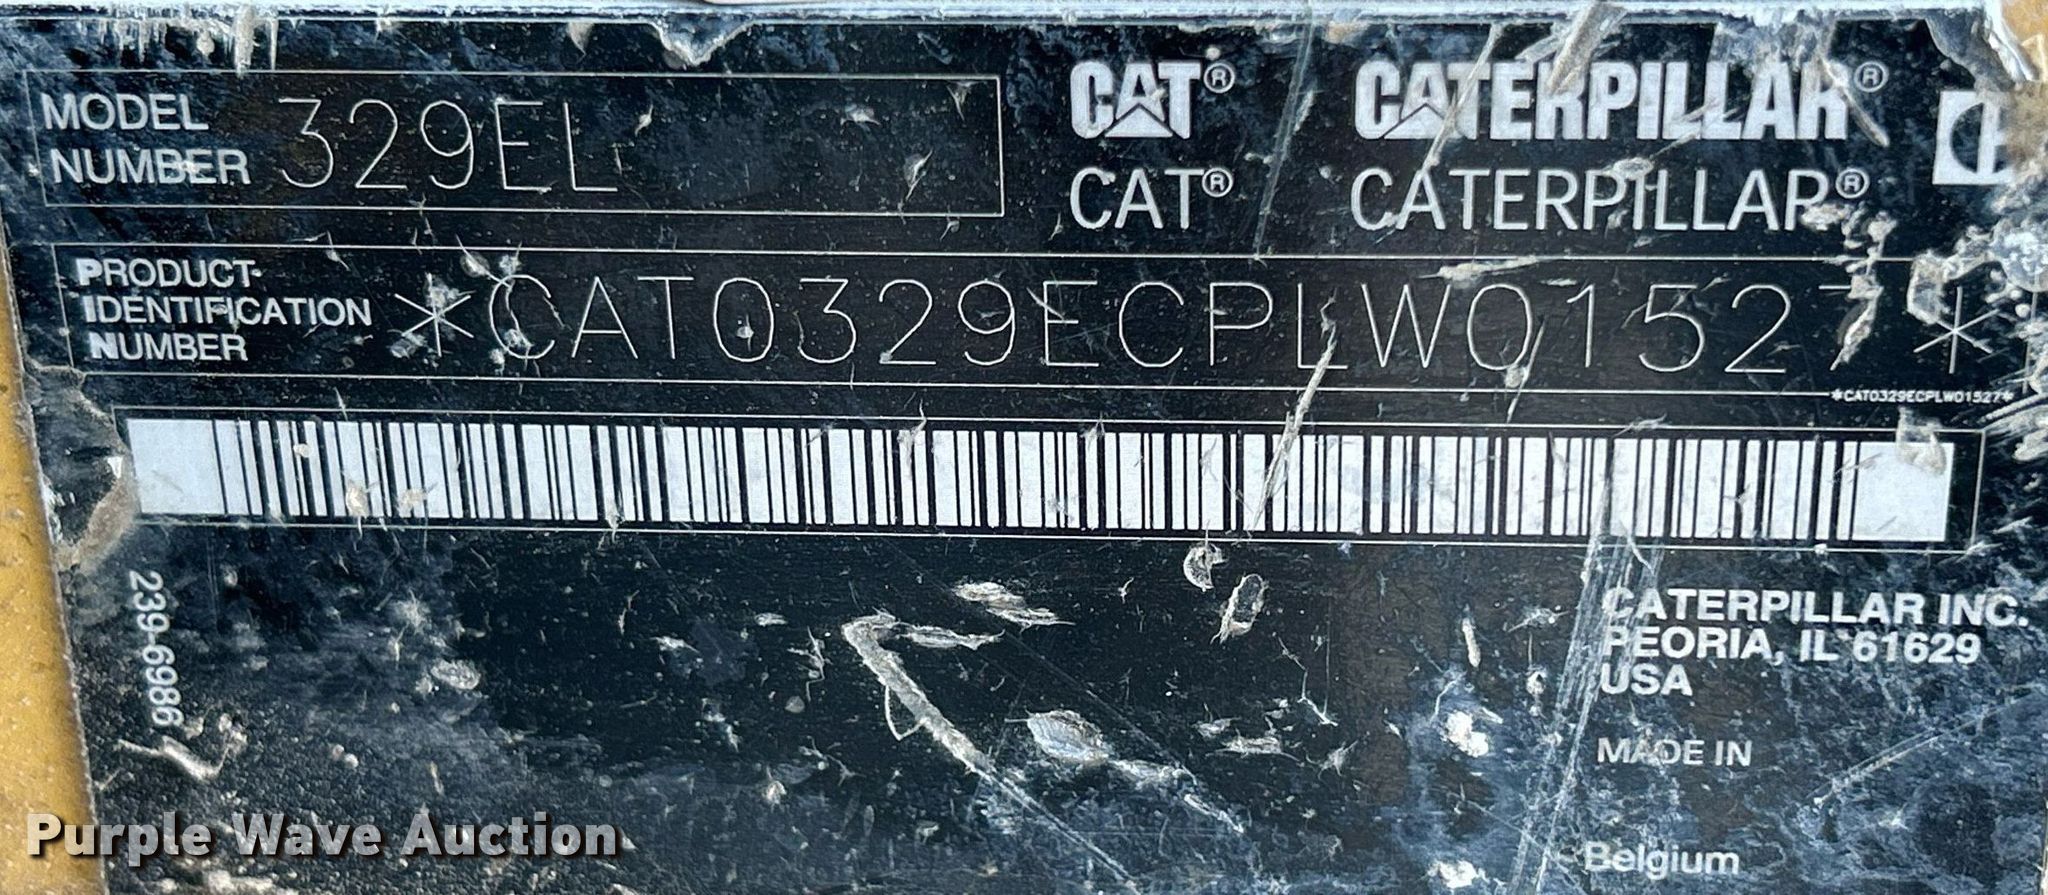 MODEL
NUMBER 329EL
CAT® CATERPILLAR®
CAT® CATERPILLAR®
PRODUCT
IDENTIFICATION
NUMBER *CAT0329ECPLW01527*
*CAT0329ECPLW01527*
239-6986
CATERPILLAR INC.
PEORIA, IL 61629
USA
MADE IN
Belgium
Purple Wave Auction